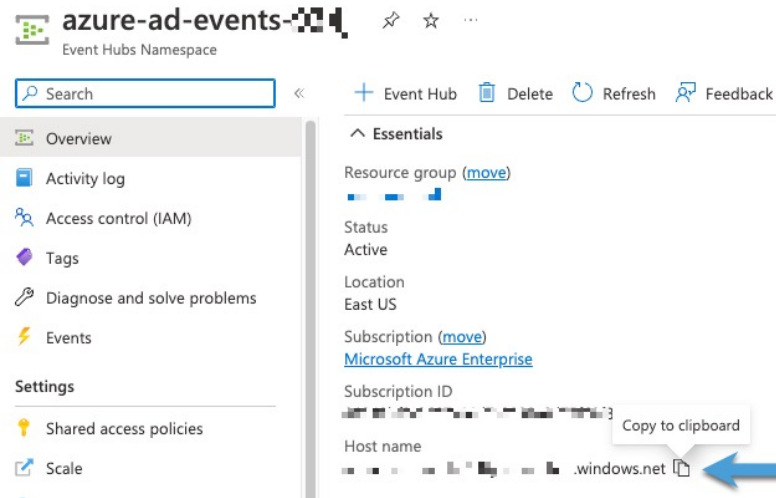 azure-ad-events-
Event Hubs Namespace
Search
«
Event Hub Delete Refresh Feedback
Overview
Activity log
Access control (IAM)
Tags
Diagnose and solve problems
Events
Settings
Shared access policies
Scale
Essentials
Resource group (move)
Status
Active
Location
East US
Subscription (move)
Microsoft Azure Enterprise
Subscription ID
Copy to clipboard
Host name
.windows.net